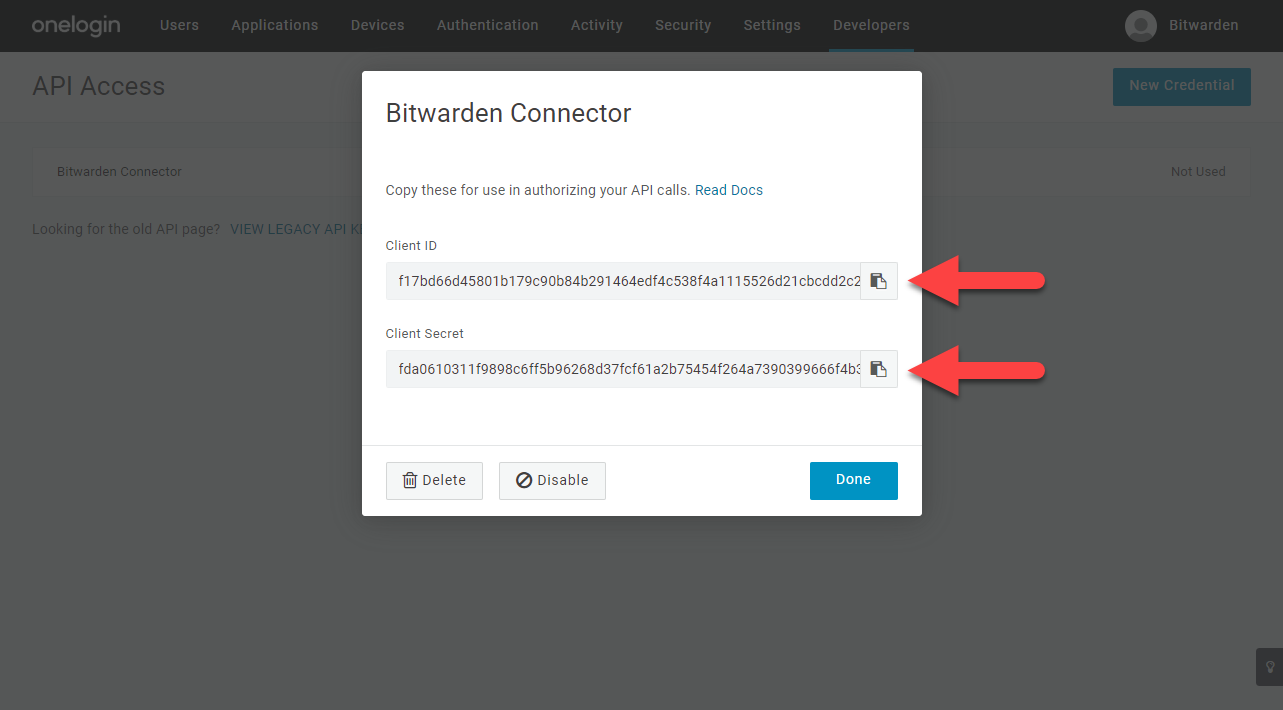 onelogin Users Applications Devices Authentication Activity Security Settings Developers Bitwarden
API Access
New Credential
Bitwarden Connector
Bitwarden Connector
Not Used
Copy these for use in authorizing your API calls. Read Docs
Looking for the old API page? VIEW LEGACY API
Client ID
f17bd66d45801b179c90b84b291464edf4c538f4a1115526d21cbcdd2c2
Client Secret
fda0610311f9898c6ff5b96268d37fcf61a2b75454f264a7390399666f4b3
Delete
Disable
Done